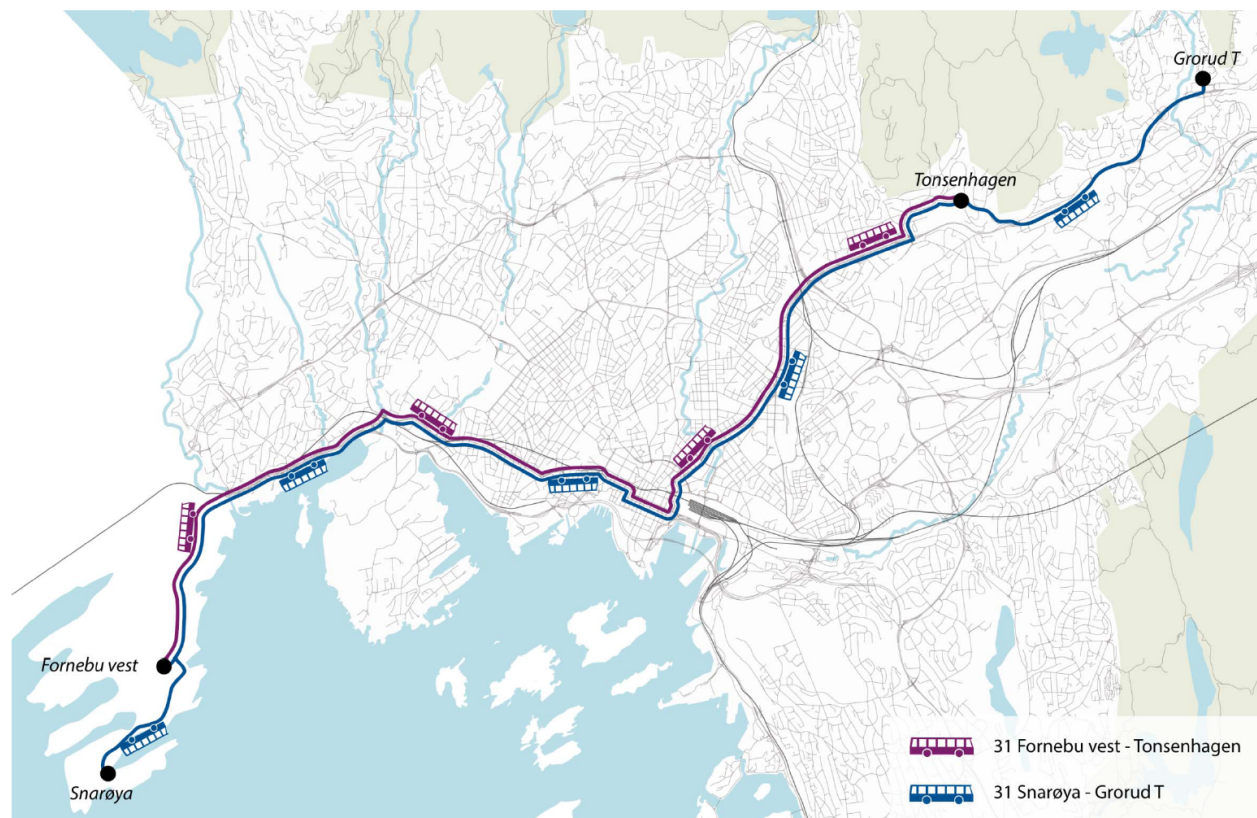 Grorud T
Tonsenhagen
Fornebu vest
Snarøya
31 Fornebu vest - Tonsenhagen
31 Snarøya - Grorud T